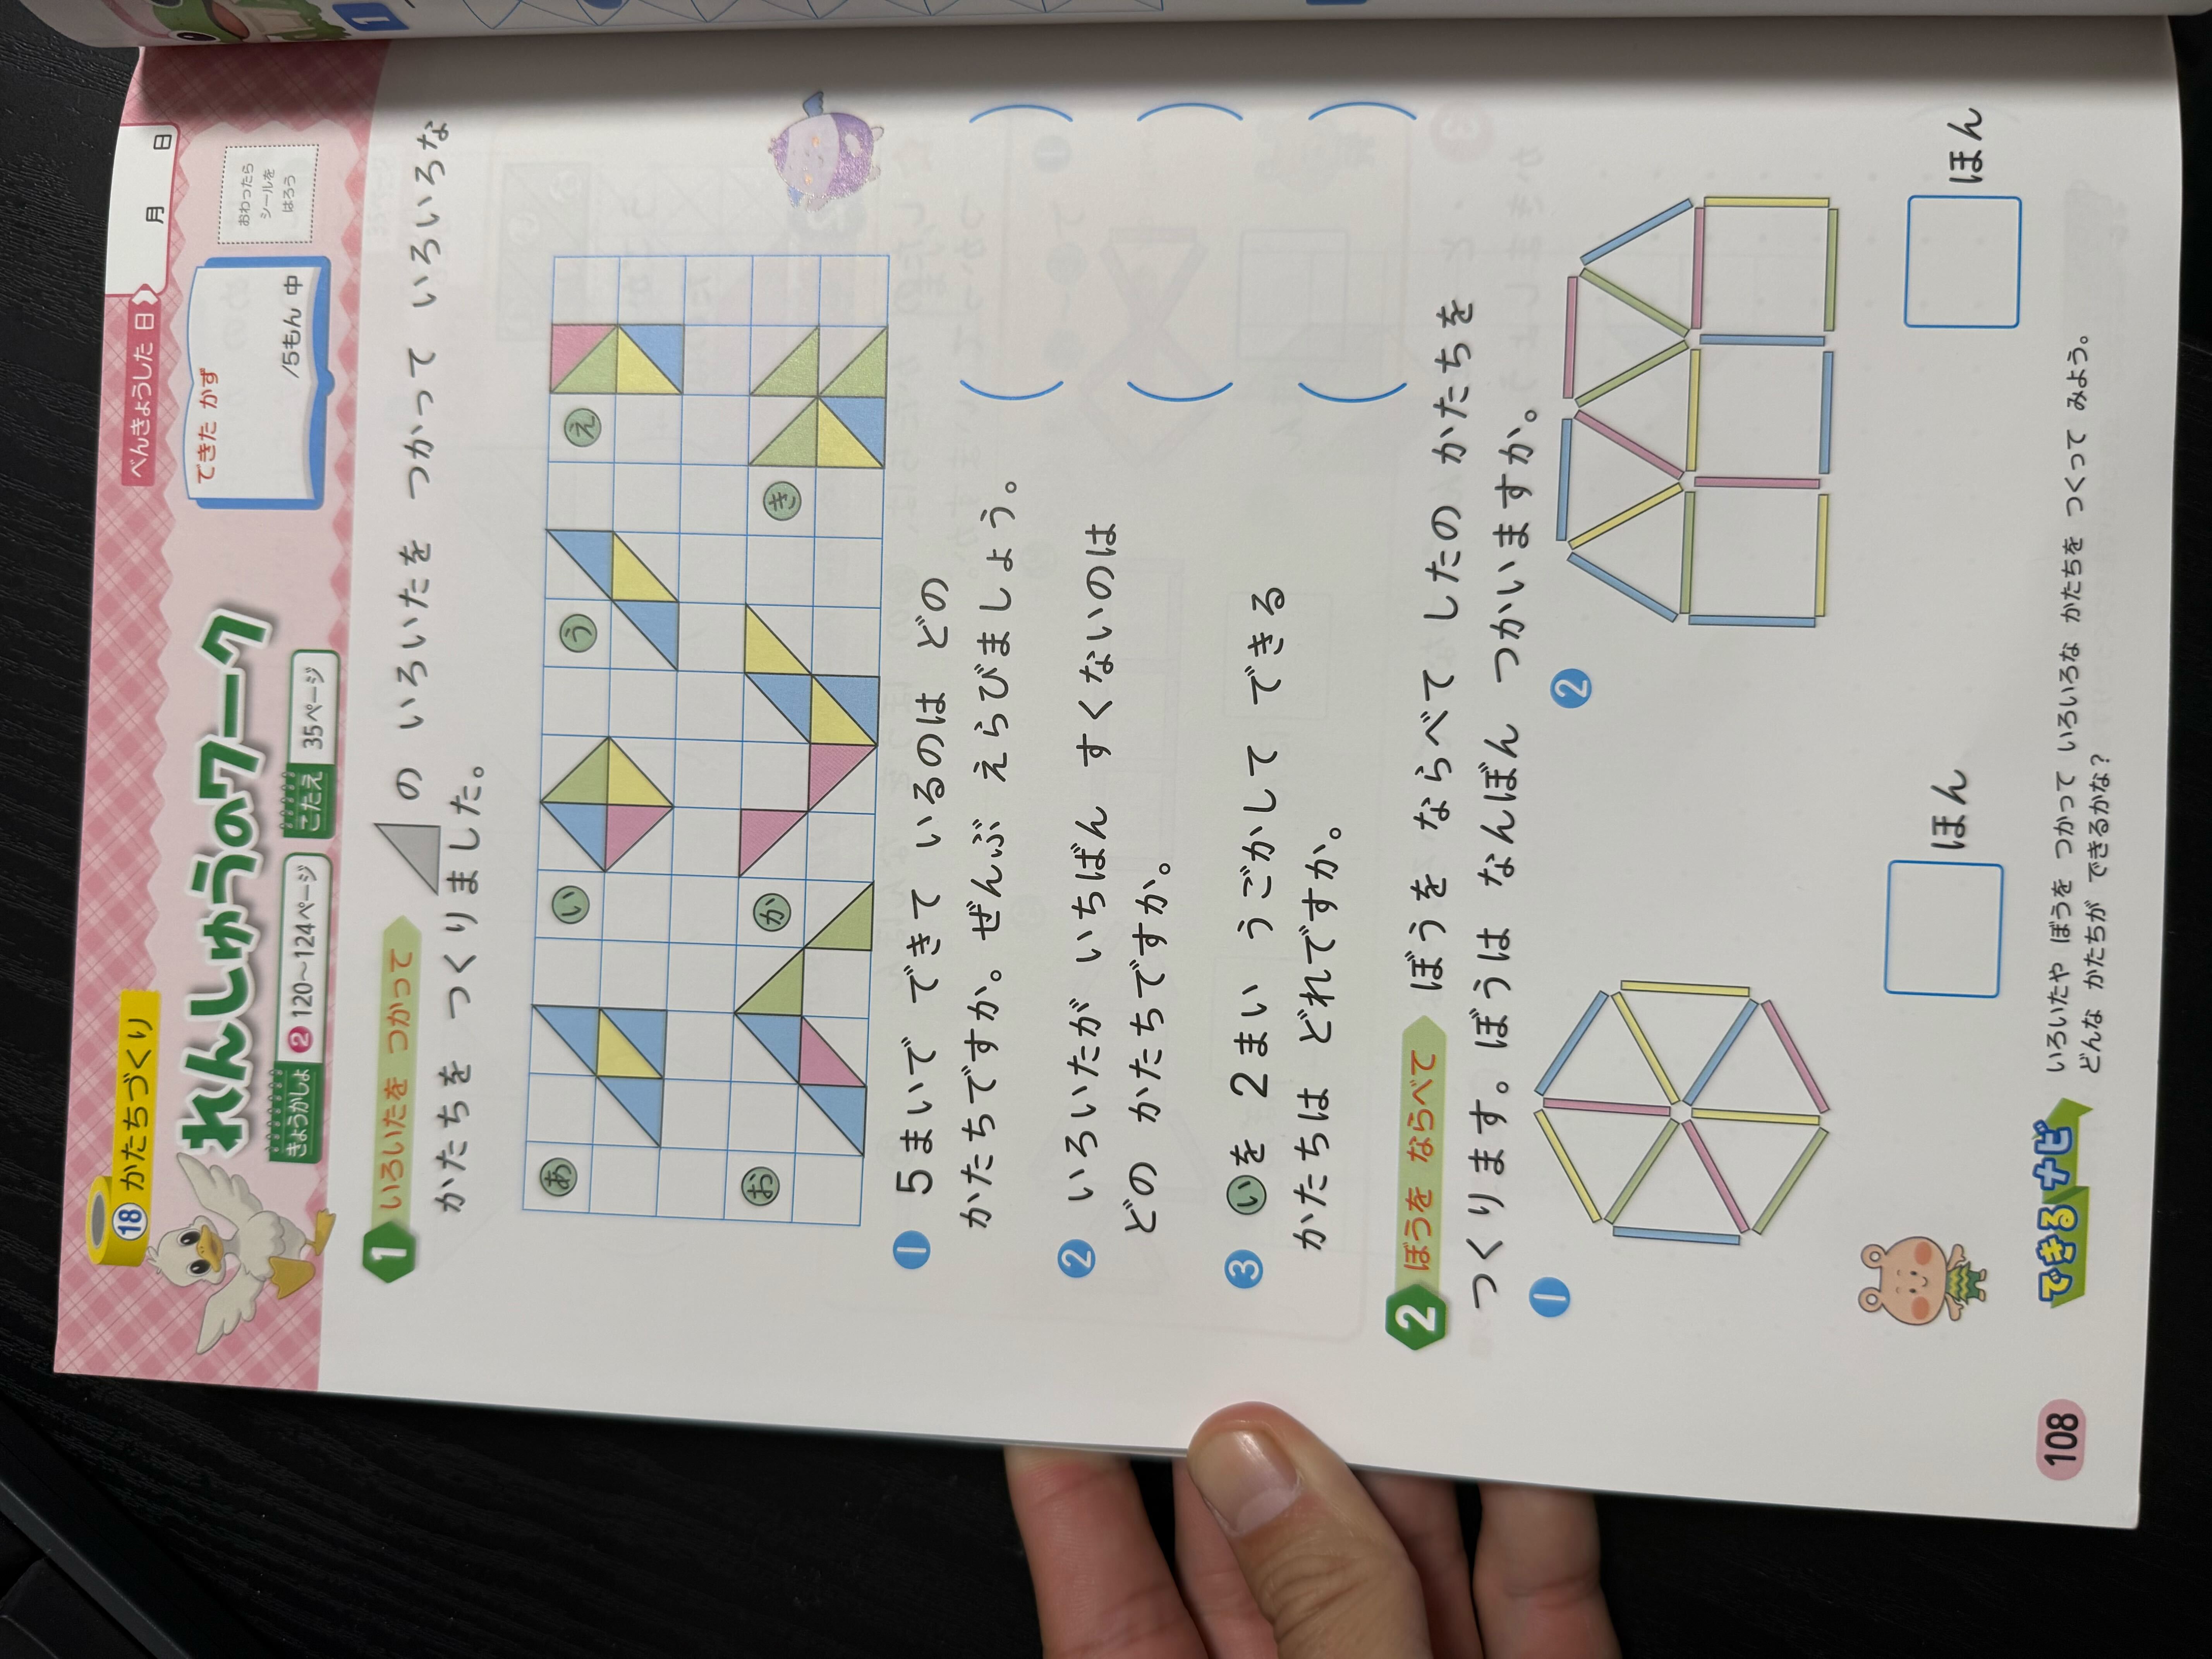 べんきょうした 日
月 日
18 かたちづくり
れんしゅうのワーク
きょうかしょ ② 120〜124ページ
こたえ 35ページ
できた かず
/5もん 中
おわったら
シールを
はろう
1 いろいたを つかって
の いろいたを つかって いろいろな
かたちを つくりました。
あ
い
う
え
お
か
き
① 5まいで できて いるのは どの
かたちですか。ぜんぶ えらびましょう。
( )
② いろいたが いちばん すくないのは
どの かたちですか。
( )
③ いを 2まい うごかして できる
かたちは どれですか。
( )
2 ぼうを ならべて
ぼうを ならべて したの かたちを
つくります。ぼうは なんぼん つかいますか。
①
②
ほん
ほん
できるナビ
いろいたや ぼうを つかって いろいろな かたちを つくって みよう。
どんな かたちが できるかな?
108
1